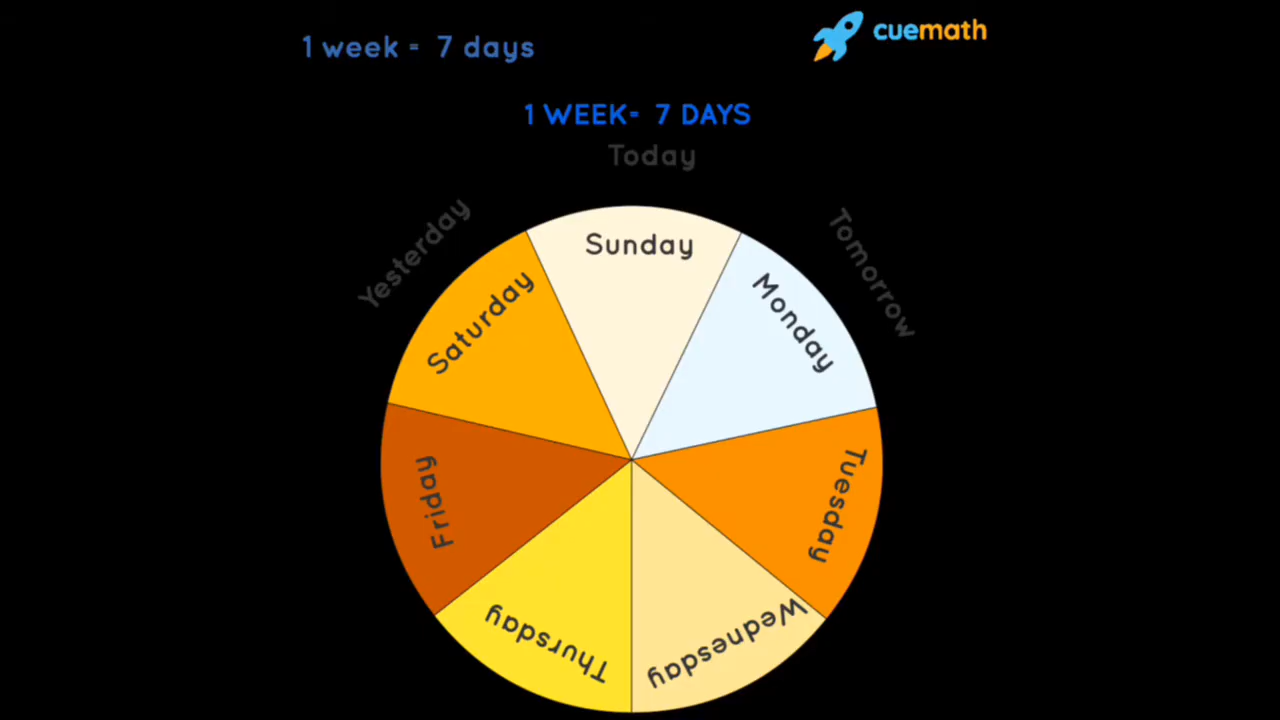 1 week = 7 days
cuemath
1 WEEK= 7 DAYS
Today
Yesterday
Tomorrow
Sunday
Monday
Tuesday
Wednesday
Thursday
Friday
Saturday